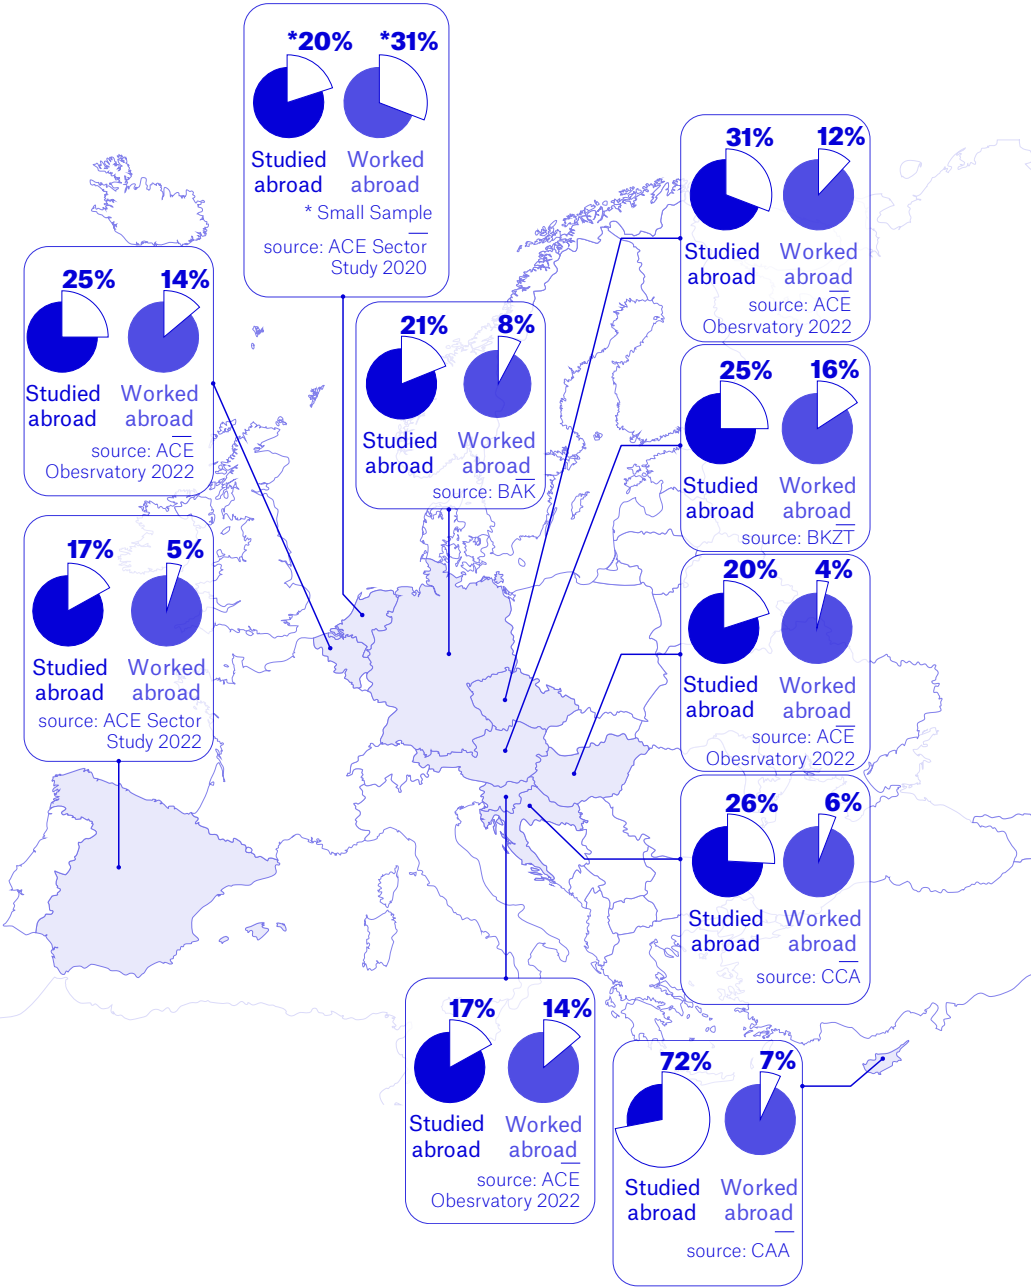 *20% *31%
Studied abroad
Worked abroad
* Small Sample
source: ACE Sector
Study 2020
31% 12%
Studied abroad
Worked abroad
source: ACE
Obesrvatory 2022
25% 14%
Studied abroad
Worked abroad
source: ACE
Obesrvatory 2022
21% 8%
Studied abroad
Worked abroad
source: BAK
25% 16%
Studied abroad
Worked abroad
source: BKZT
17% 5%
Studied abroad
Worked abroad
source: ACE Sector
Study 2022
20% 4%
Studied abroad
Worked abroad
source: ACE
Obesrvatory 2022
26% 6%
Studied abroad
Worked abroad
source: CCA
17% 14%
Studied abroad
Worked abroad
source: ACE
Obesrvatory 2022
72% 7%
Studied abroad
Worked abroad
source: CAA